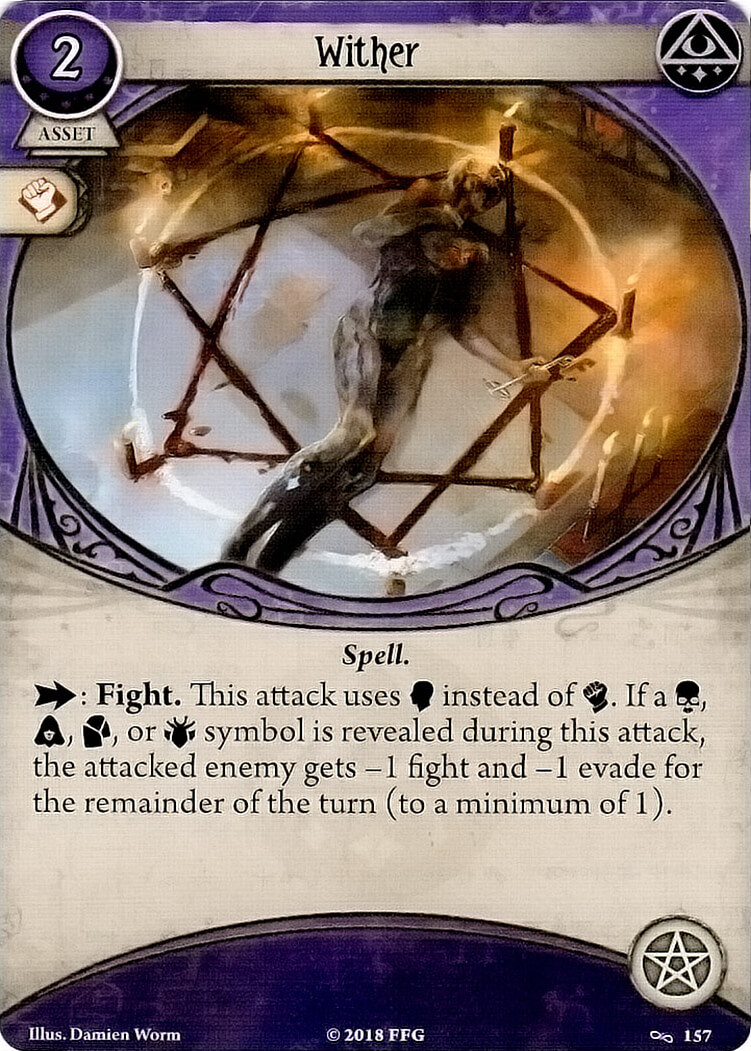 2
Wither
ASSET
Spell.
: Fight. This attack uses instead of . If a ,
, , or symbol is revealed during this attack,
the attacked enemy gets –1 fight and –1 evade for
the remainder of the turn (to a minimum of 1).
Illus. Damien Worm
© 2018 FFG
157